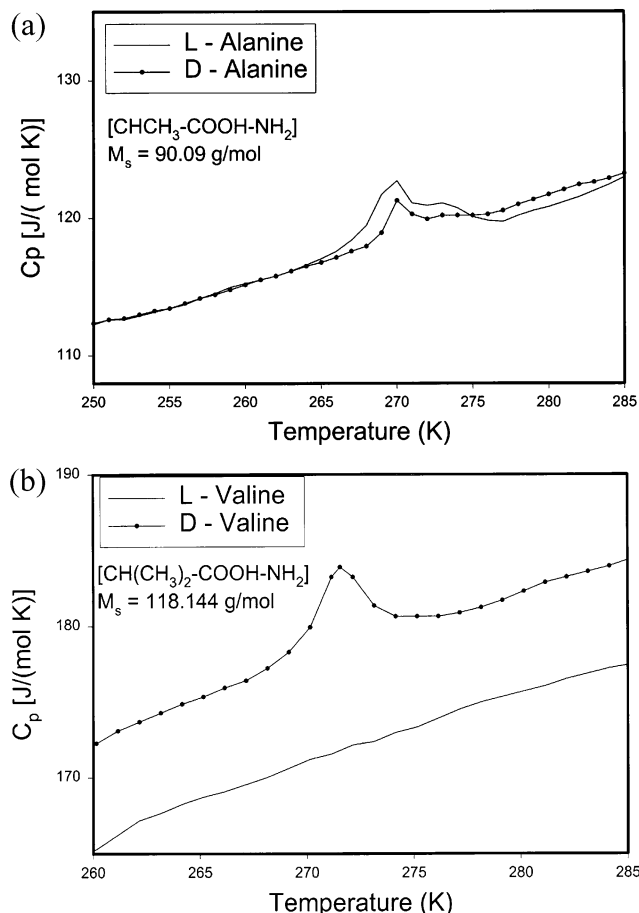 (a)
L - Alanine
D - Alanine
[CHCH₃-COOH-NH₂]
Mₛ = 90.09 g/mol
Cp [J/( mol K)]
135
130
120
110
250
255
260
265
270
275
280
285
Temperature (K)
(b)
L - Valine
D - Valine
[CH(CH₃)₂-COOH-NH₂]
Mₛ = 118.144 g/mol
Cₚ [J/(mol K)]
190
180
170
260
265
270
275
280
285
Temperature (K)